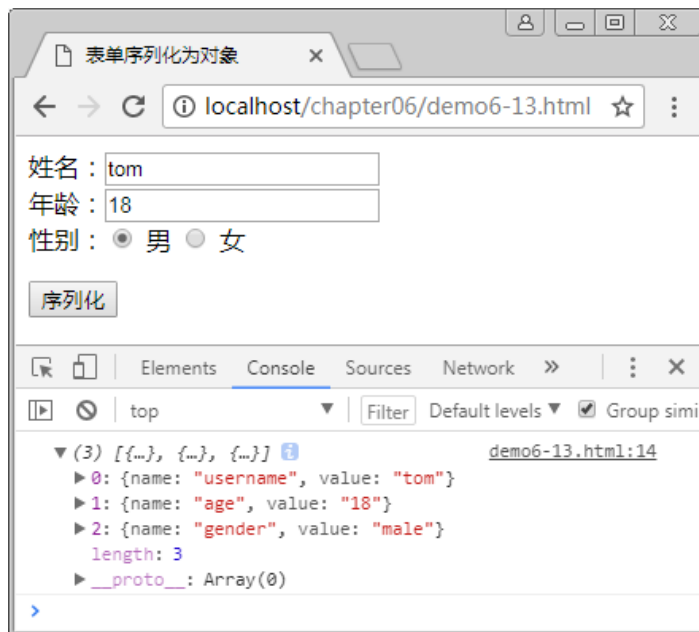 表单序列化为对象
localhost/chapter06/demo6-13.html
姓名：tom
年龄：18
性别： 男 女
序列化
Elements Console Sources Network »
top Filter Default levels ▼ Group simi
▼ (3) [{…}, {…}, {…}] i demo6-13.html:14
▶ 0: {name: "username", value: "tom"}
▶ 1: {name: "age", value: "18"}
▶ 2: {name: "gender", value: "male"}
length: 3
▶ __proto__: Array(0)
>